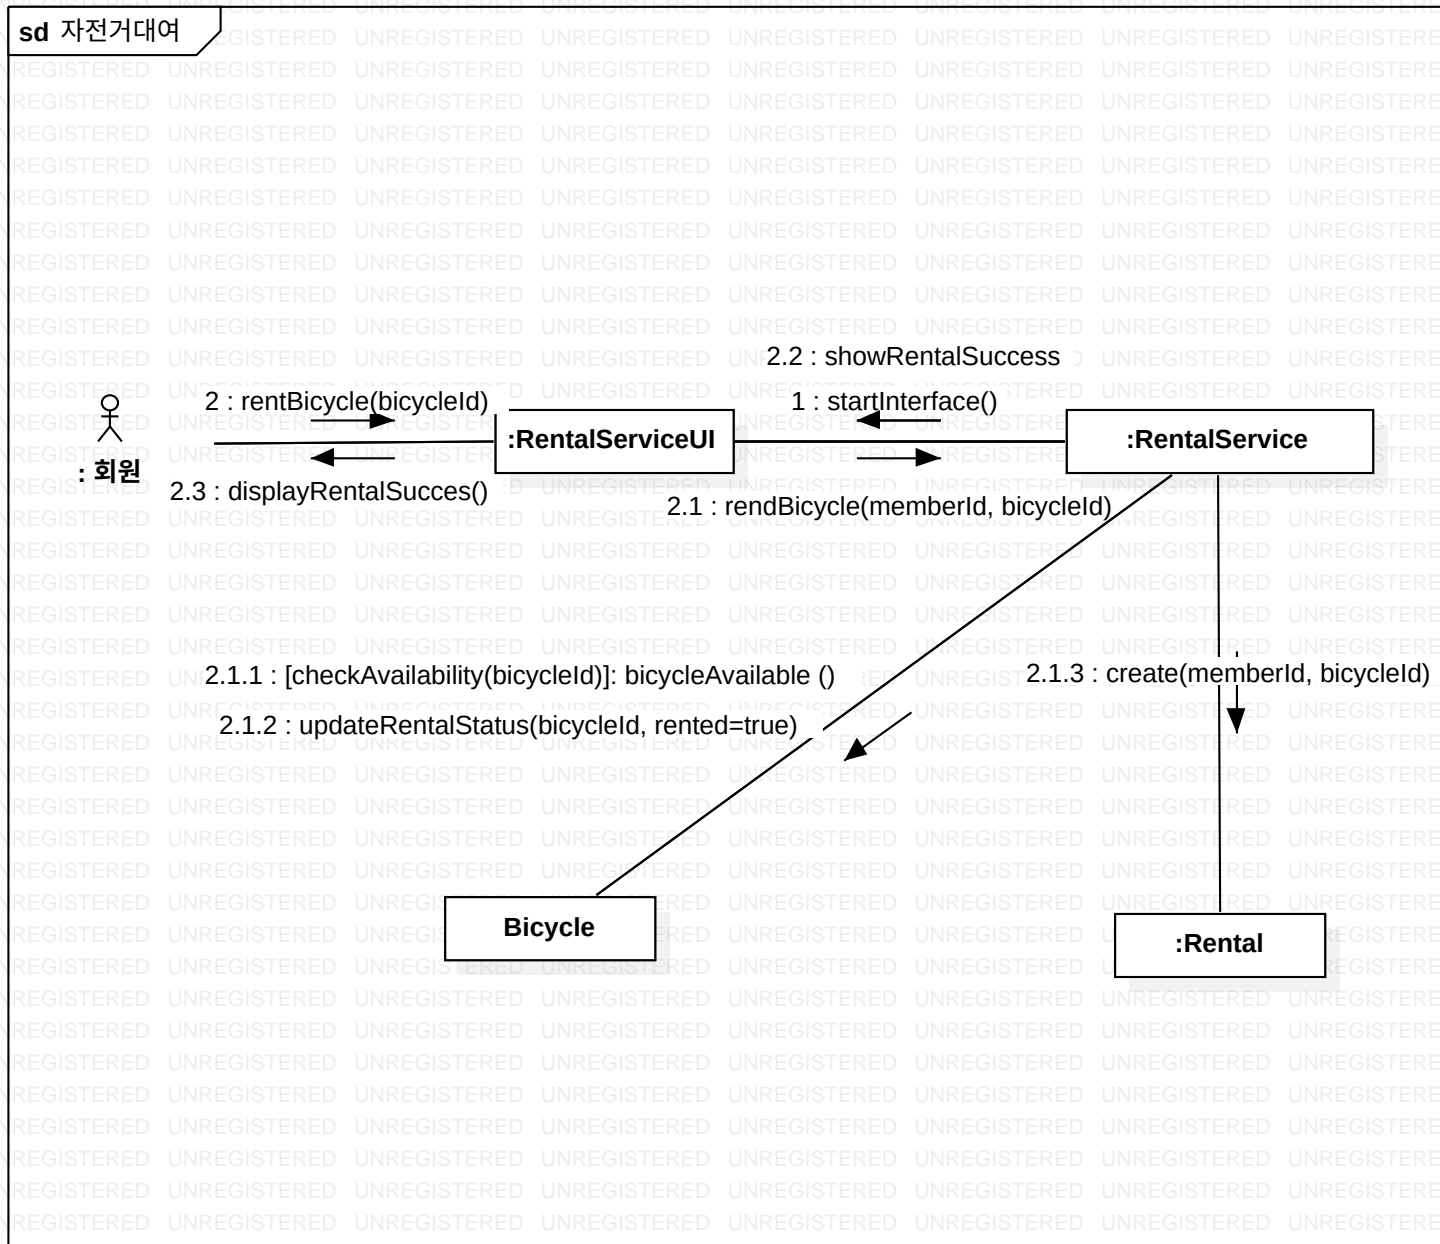 sd 자전거대여
2.2 : showRentalSuccess
2 : rentBicycle(bicycleId)
1 : startInterface()
:RentalServiceUI
:RentalService
: 회원
2.3 : displayRentalSucces()
2.1 : rendBicycle(memberId, bicycleId)
2.1.1 : [checkAvailability(bicycleId)]: bicycleAvailable ()
2.1.3 : create(memberId, bicycleId)
2.1.2 : updateRentalStatus(bicycleId, rented=true)
Bicycle
:Rental
UNREGISTERED